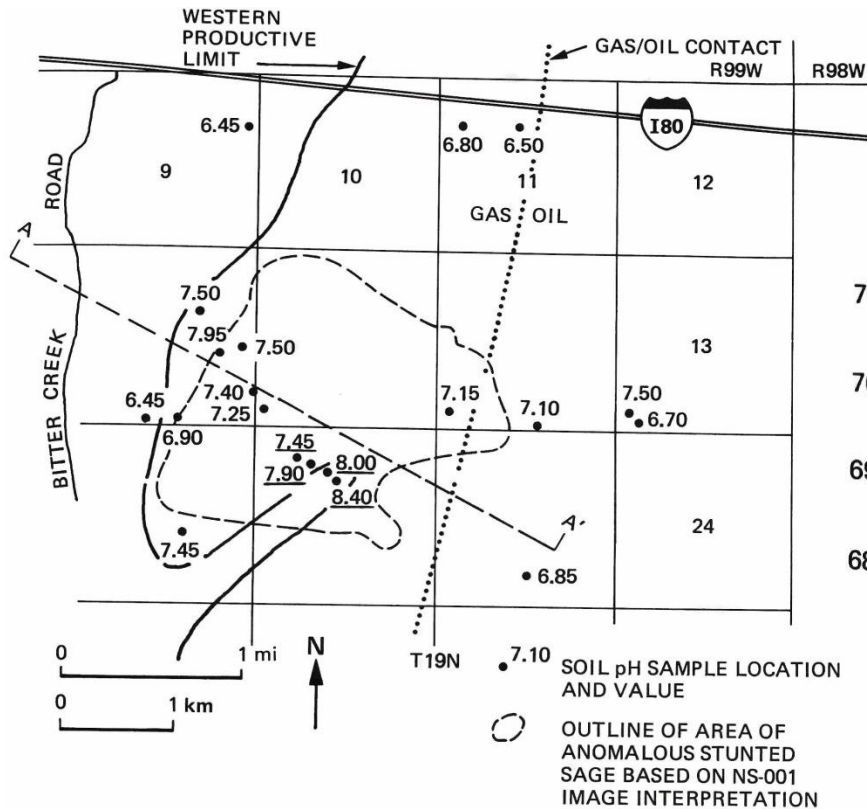 WESTERN
PRODUCTIVE
LIMIT
GAS/OIL CONTACT
R99W
R98W
I80
6.45
6.80
6.50
9
10
11
12
GAS OIL
ROAD
A
7.50
7.95
7.50
13
7.40
7.25
7.15
7.10
7.50
6.70
6.45
6.90
BITTER CREEK
7.45
7.90
8.00
8.40
24
7.45
A'
6.85
0 1 mi
0 1 km
N
T19N
7.10
SOIL pH SAMPLE LOCATION
AND VALUE
OUTLINE OF AREA OF
ANOMALOUS STUNTED
SAGE BASED ON NS-001
IMAGE INTERPRETATION